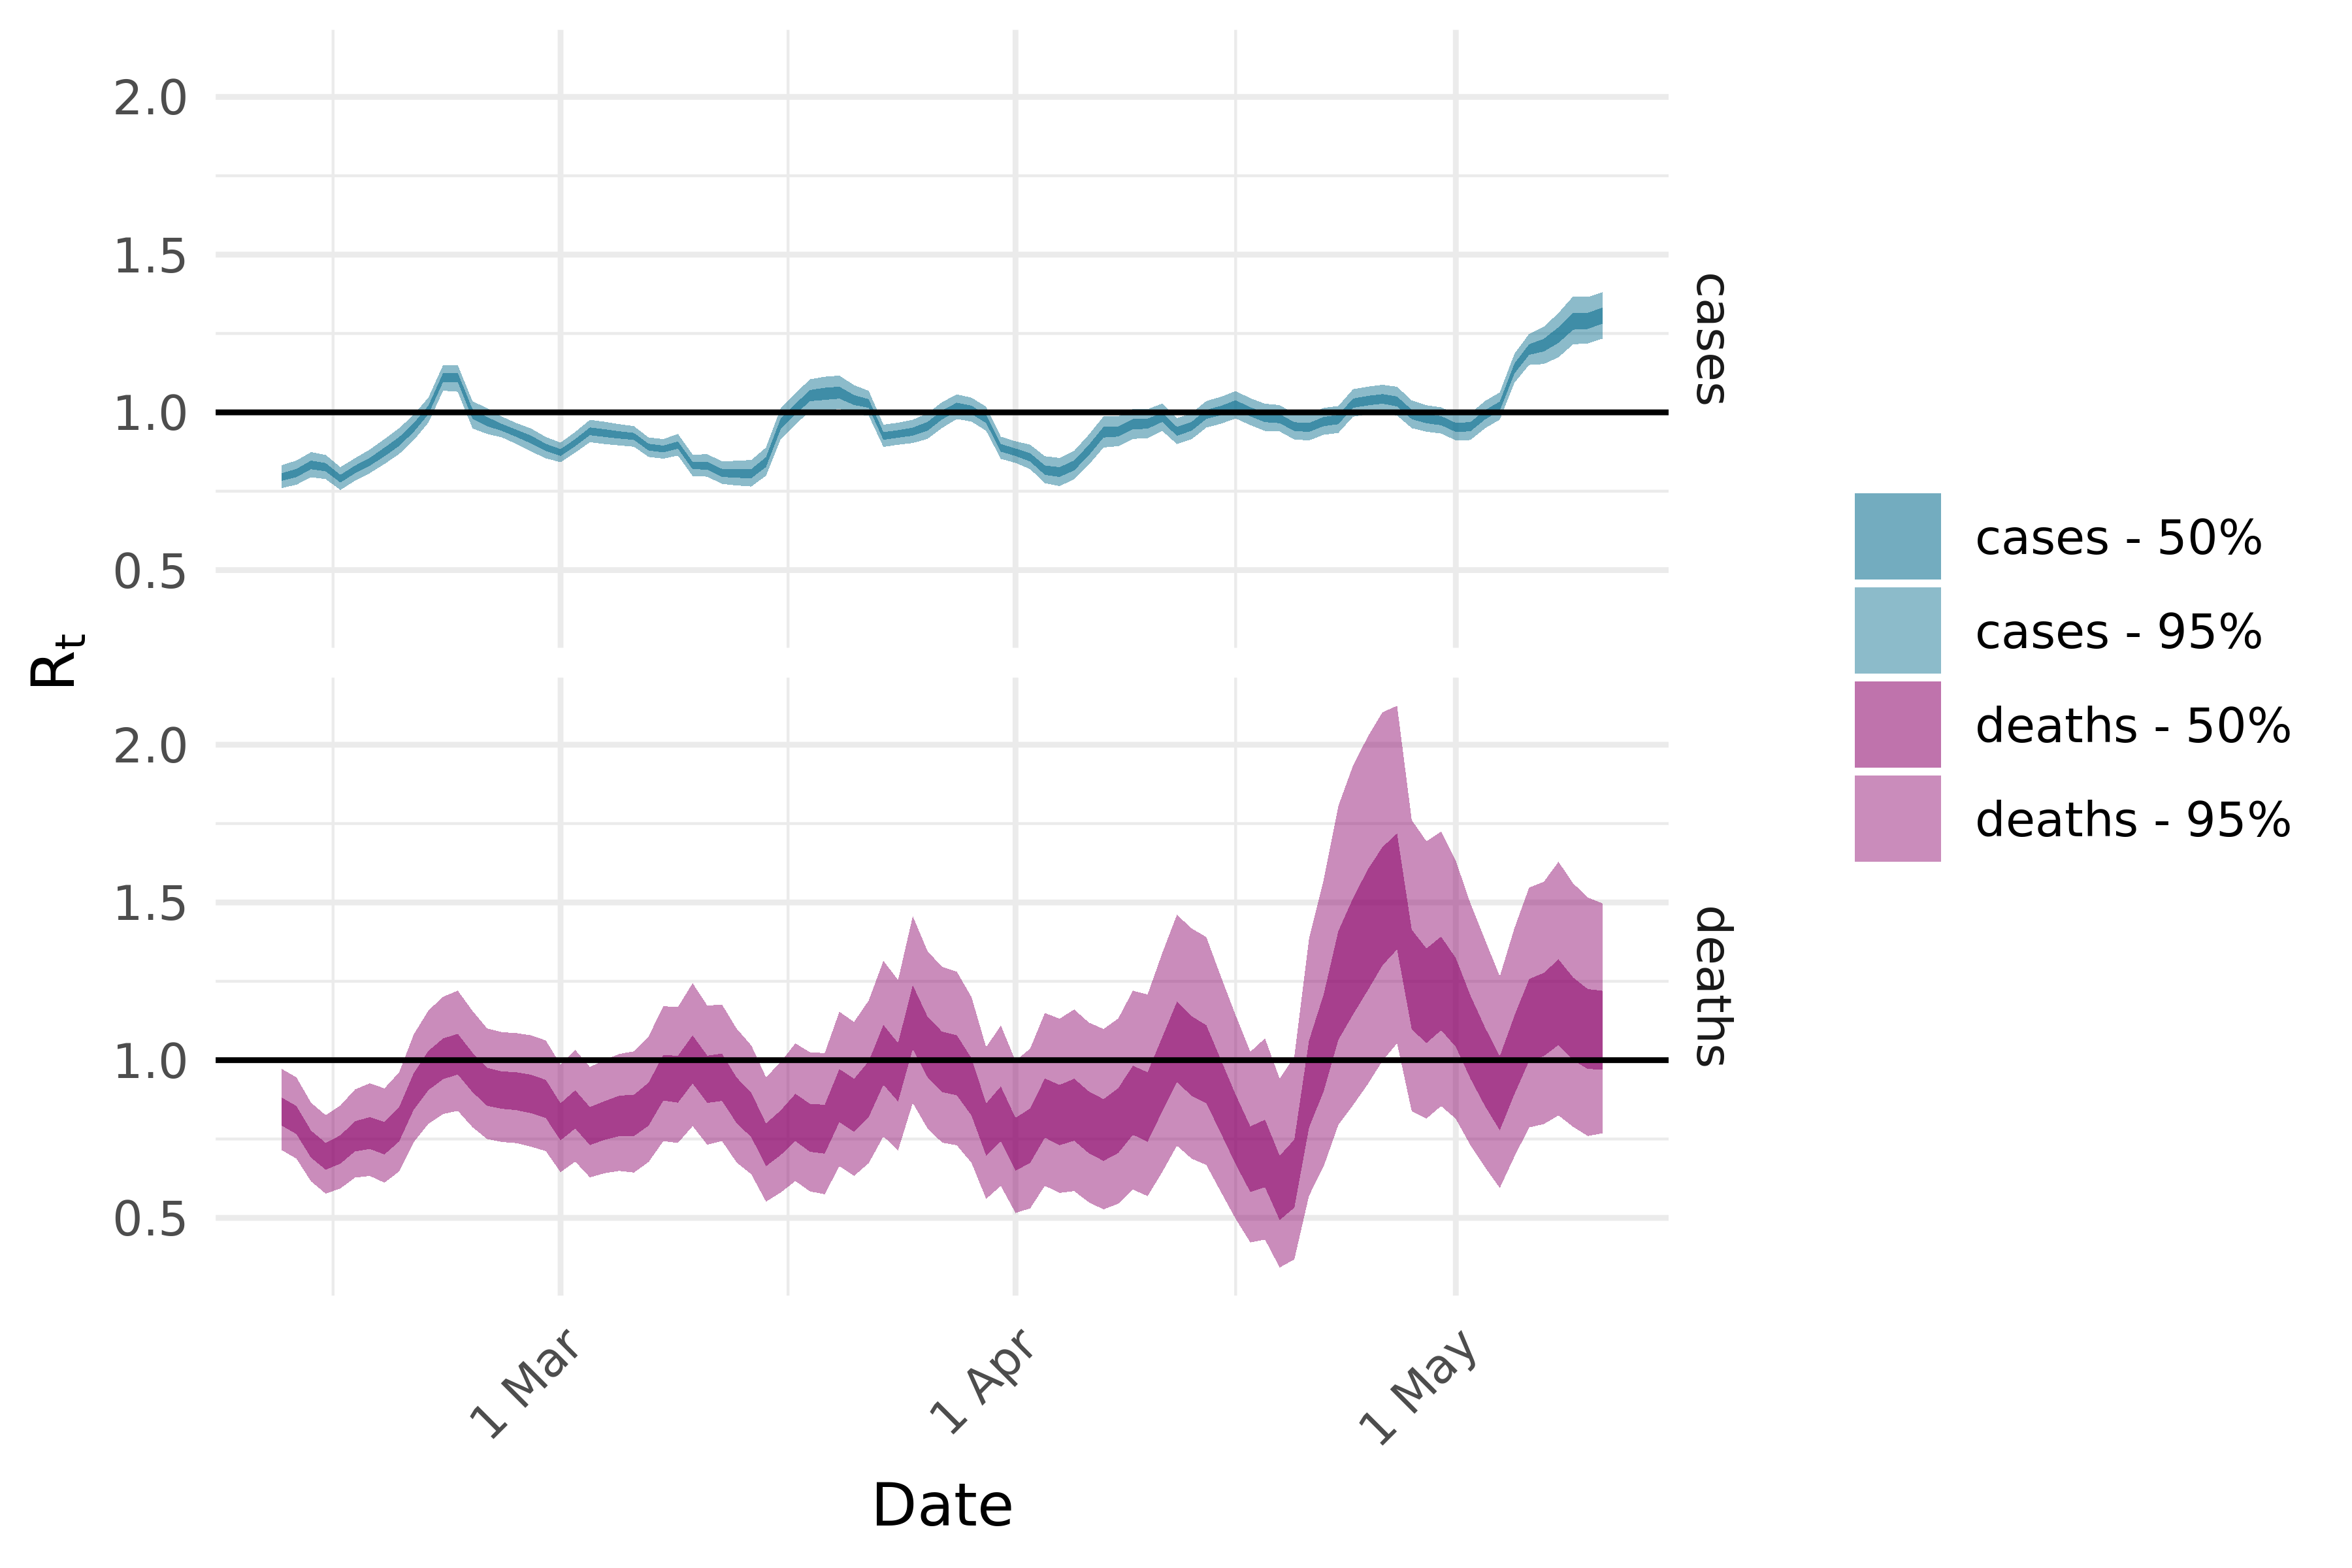 2.0
1.5
1.0
0.5
cases
2.0
1.5
1.0
0.5
deaths
Rt
1 Mar
1 Apr
1 May
Date
cases - 50%
cases - 95%
deaths - 50%
deaths - 95%